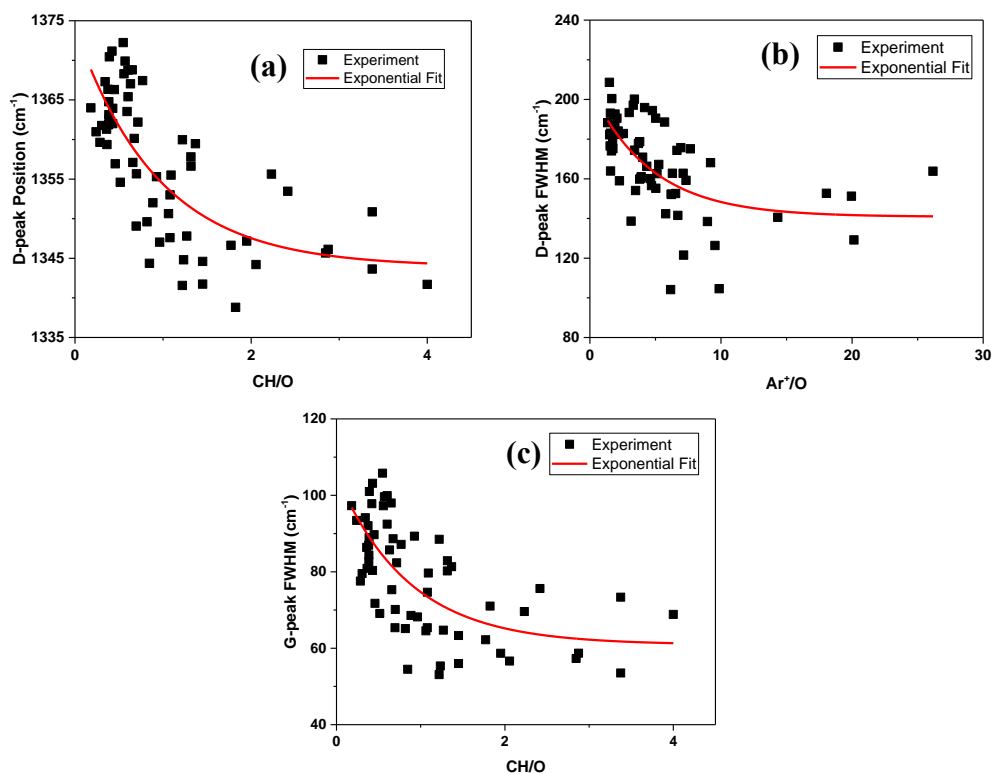 1375
1365
1355
1345
1335
D-peak Position (cm⁻¹)
(a)
Experiment
Exponential Fit
0 2 4
CH/O
240
200
160
120
80
D-peak FWHM (cm⁻¹)
(b)
Experiment
Exponential Fit
0 10 20 30
Ar⁺/O
120
100
80
60
40
G-peak FWHM (cm⁻¹)
(c)
Experiment
Exponential Fit
0 2 4
CH/O